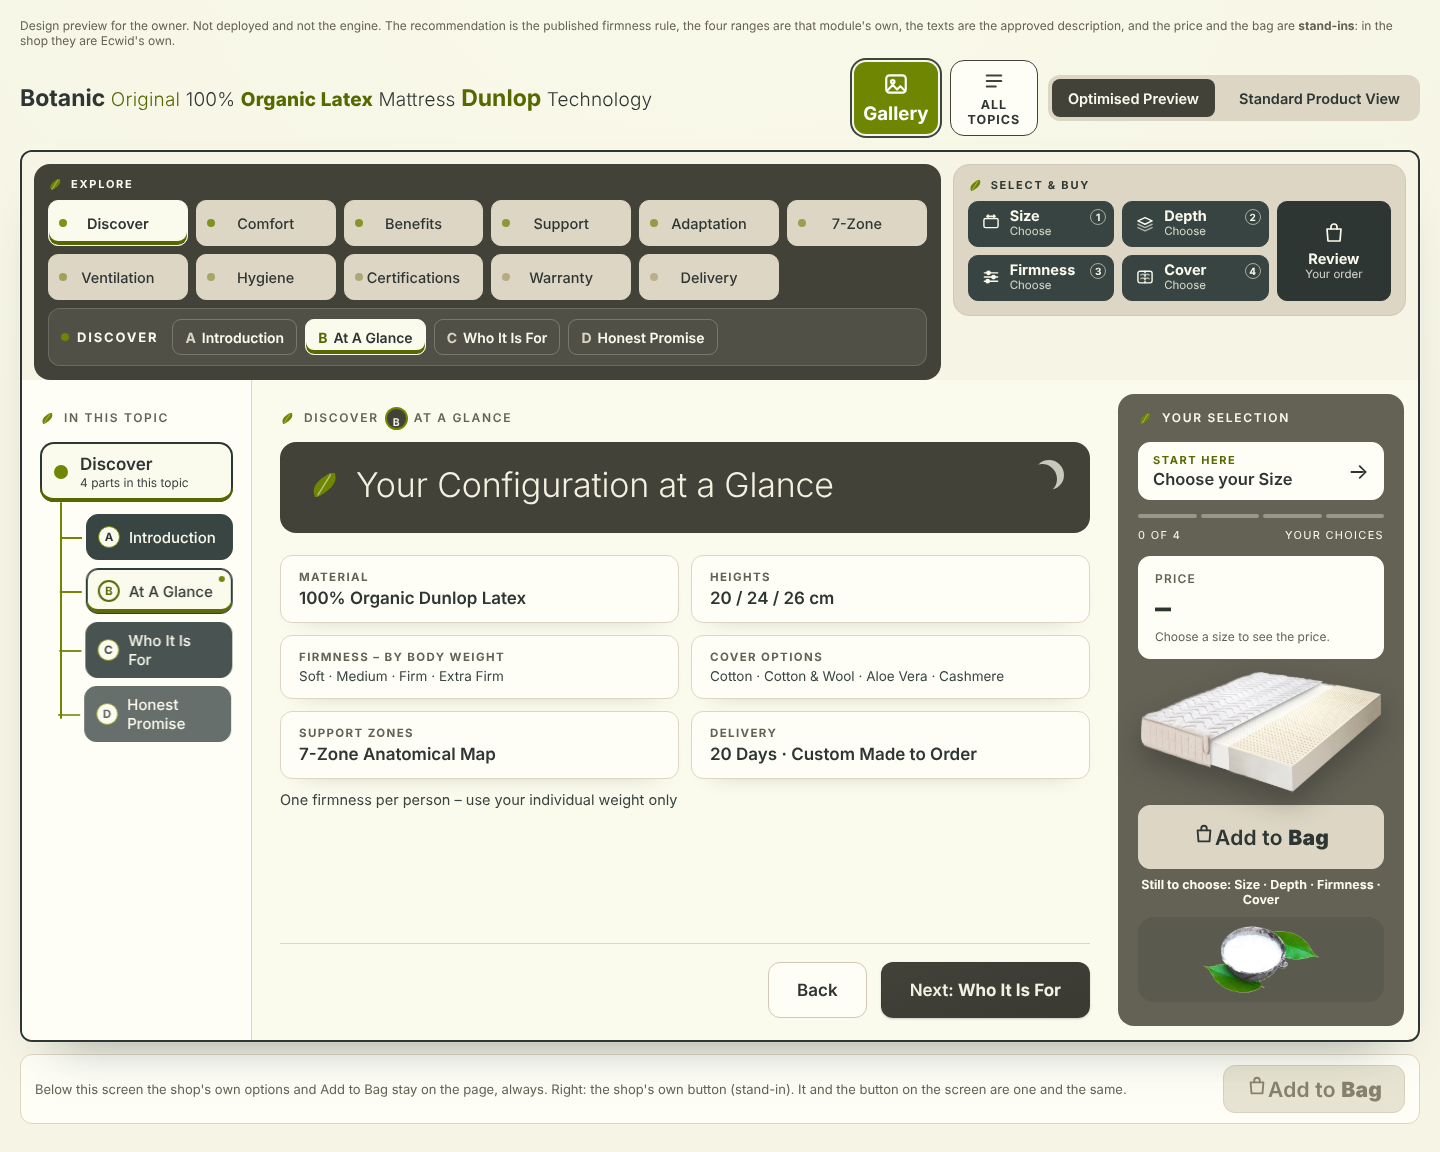 Design preview for the owner. Not deployed and not the engine. The recommendation is the published firmness rule, the four ranges are that module's own, the texts are the approved description, and the price and the bag are stand-ins: in the
shop they are Ecwid's own.
Botanic Original 100% Organic Latex Mattress Dunlop Technology
Gallery
ALL
TOPICS
Optimised Preview
Standard Product View
EXPLORE
Discover
Comfort
Benefits
Support
Adaptation
7-Zone
Ventilation
Hygiene
Certifications
Warranty
Delivery
DISCOVER
A Introduction
B At A Glance
C Who It Is For
D Honest Promise
SELECT & BUY
Size
Choose
1
Depth
Choose
2
Firmness
Choose
3
Cover
Choose
4
Review
Your order
IN THIS TOPIC
Discover
4 parts in this topic
A Introduction
B At A Glance
C Who It Is
For
D Honest
Promise
DISCOVER B AT A GLANCE
Your Configuration at a Glance
MATERIAL
100% Organic Dunlop Latex
HEIGHTS
20 / 24 / 26 cm
FIRMNESS – BY BODY WEIGHT
Soft · Medium · Firm · Extra Firm
COVER OPTIONS
Cotton · Cotton & Wool · Aloe Vera · Cashmere
SUPPORT ZONES
7-Zone Anatomical Map
DELIVERY
20 Days · Custom Made to Order
One firmness per person – use your individual weight only
Back
Next: Who It Is For
YOUR SELECTION
START HERE
Choose your Size
0 OF 4
YOUR CHOICES
PRICE
–
Choose a size to see the price.
Add to Bag
Still to choose: Size · Depth · Firmness ·
Cover
Below this screen the shop's own options and Add to Bag stay on the page, always. Right: the shop's own button (stand-in). It and the button on the screen are one and the same.
Add to Bag